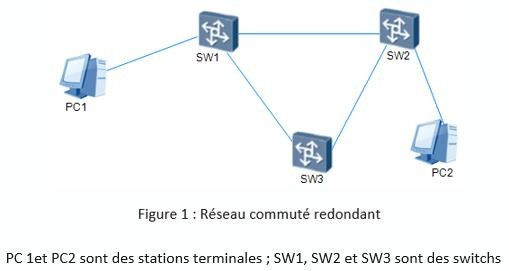 SW1
SW2
PC1
SW3
PC2
Figure 1 : Réseau commuté redondant
PC 1et PC2 sont des stations terminales ; SW1, SW2 et SW3 sont des switchs